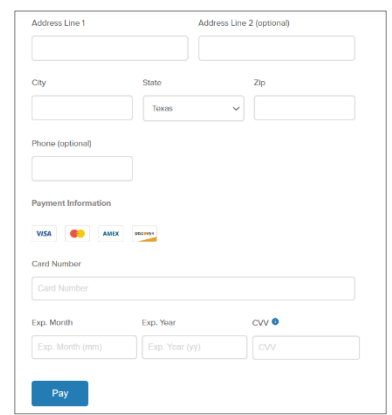 Address Line 1 Address Line 2 (optional)
City State Zip
Texas
Phone (optional)
Payment Information
VISA AMEX DISCOVER
Card Number
Card Number
Exp. Month Exp. Year CVV
Exp. Month (mm) Exp. Year (yy) CVV
Pay